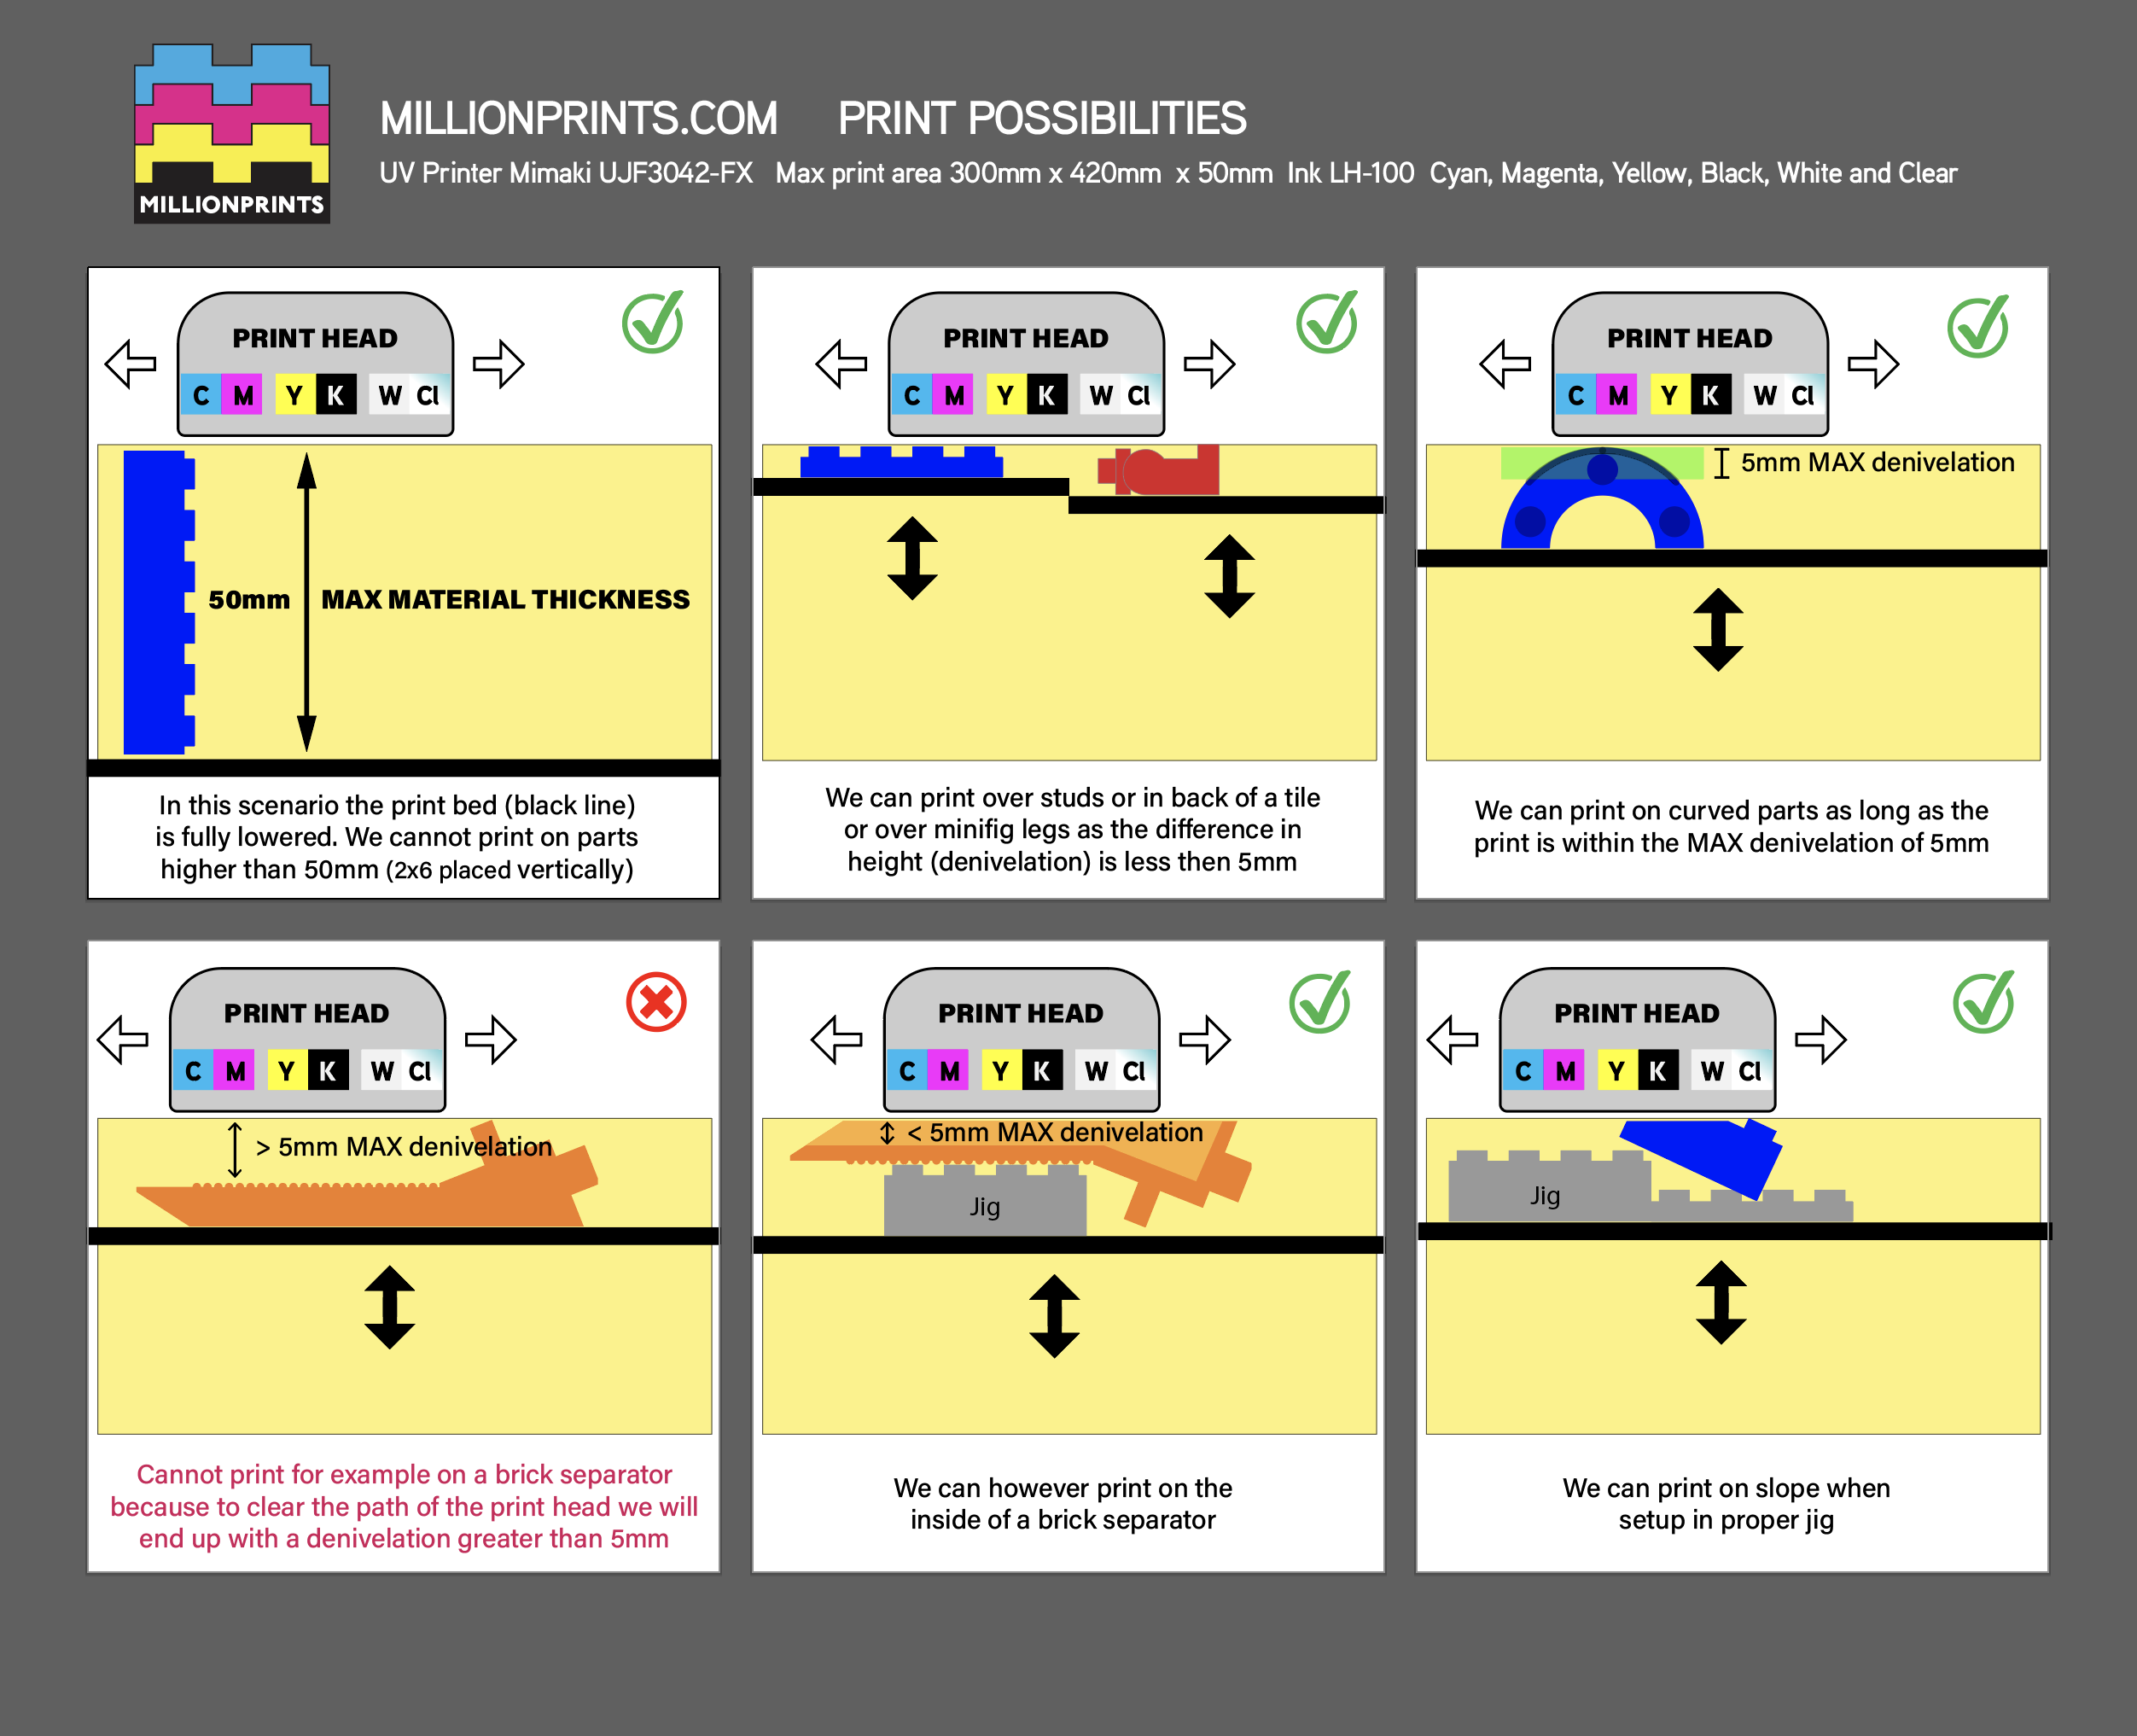 MILLIONPRINTS
MILLIONPRINTS.COM PRINT POSSIBILITIES
UV Printer Mimaki UJF3042-FX Max print area 300mm x 420mm x 50mm Ink LH-100 Cyan, Magenta, Yellow, Black, White and Clear
PRINT HEAD
C M Y K W Cl
50mm MAX MATERIAL THICKNESS
In this scenario the print bed (black line)
is fully lowered. We cannot print on parts
higher than 50mm (2x6 placed vertically)
PRINT HEAD
C M Y K W Cl
We can print over studs or in back of a tile
or over minifig legs as the difference in
height (denivelation) is less then 5mm
PRINT HEAD
C M Y K W Cl
5mm MAX denivelation
We can print on curved parts as long as the
print is within the MAX denivelation of 5mm
PRINT HEAD
C M Y K W Cl
> 5mm MAX denivelation
Cannot print for example on a brick separator
because to clear the path of the print head we will
end up with a denivelation greater than 5mm
PRINT HEAD
C M Y K W Cl
< 5mm MAX denivelation
Jig
We can however print on the
inside of a brick separator
PRINT HEAD
C M Y K W Cl
Jig
We can print on slope when
setup in proper jig